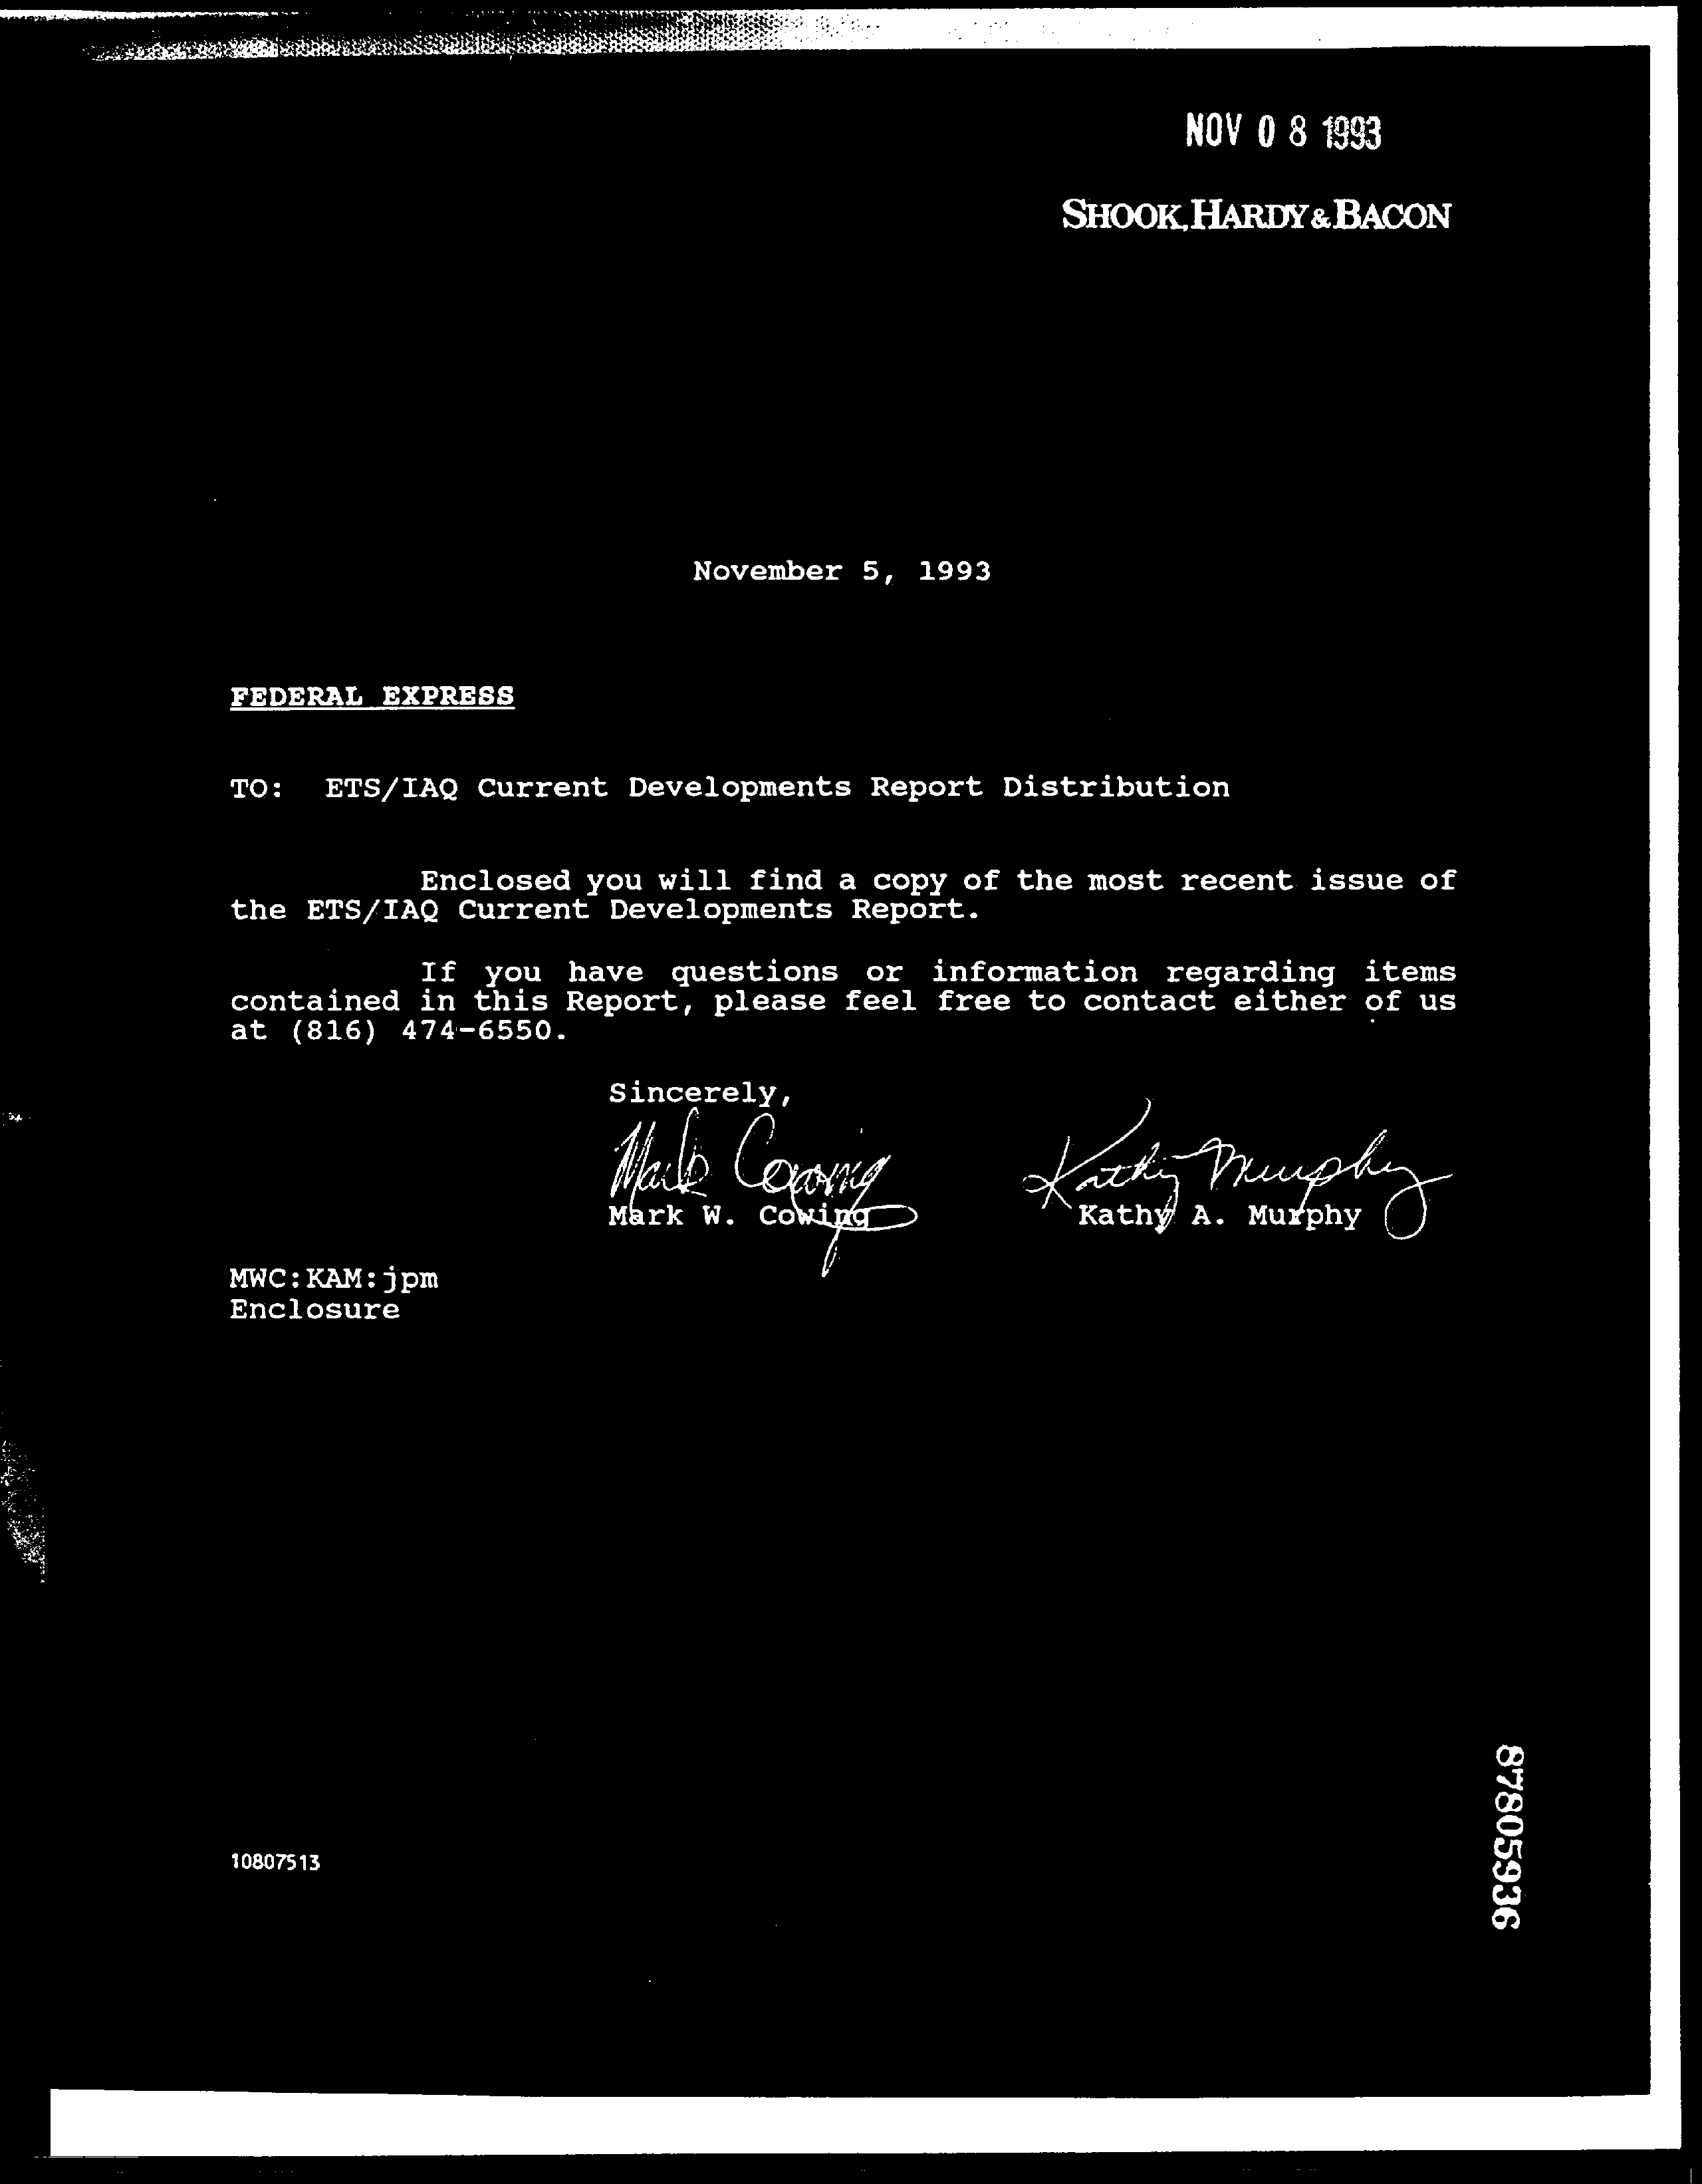 NOV 0 8 1993
SHOOK, HARDY & BACON
November 5, 1993
FEDERAL EXPRESS
TO: ETS/IAQ Current Developments Report Distribution
Enclosed you will find a copy of the most recent issue of
the ETS/IAQ Current Developments Report.
If you have questions or information regarding items
contained in this Report, please feel free to contact either of us
at (816) 474-6550.
Sincerely,
Mark Cowing Kathy Murphy
Mark W. Cowing Kathy A. Murphy
MWC:KAM:jpm
Enclosure
87805936
10807513